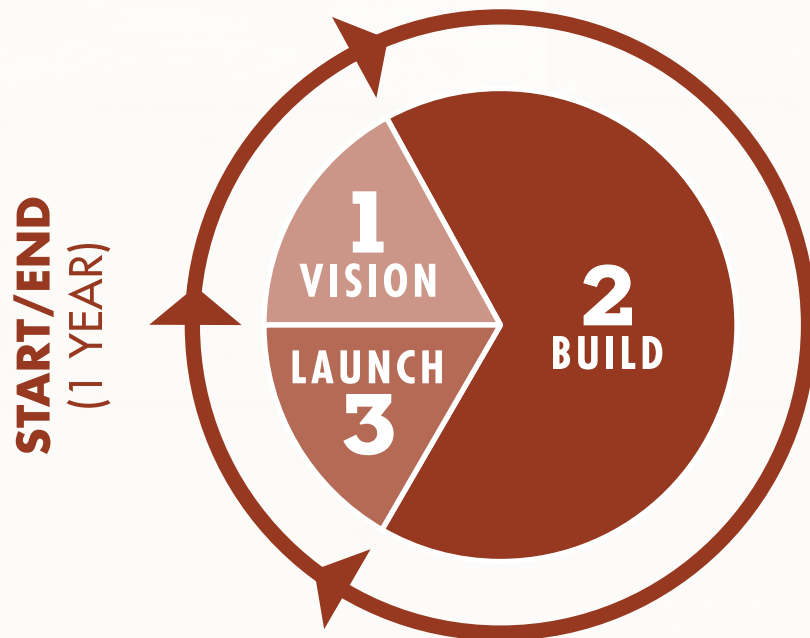 START/END
(1 YEAR)
1
VISION
2
BUILD
LAUNCH
3